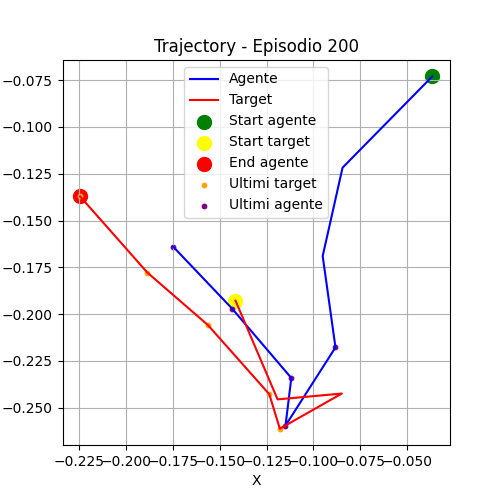 Trajectory - Episodio 200
Agente
Target
Start agente
Start target
End agente
Ultimi target
Ultimi agente
−0.075
−0.100
−0.125
−0.150
−0.175
−0.200
−0.225
−0.250
−0.225 −0.200 −0.175 −0.150 −0.125 −0.100 −0.075 −0.050
X